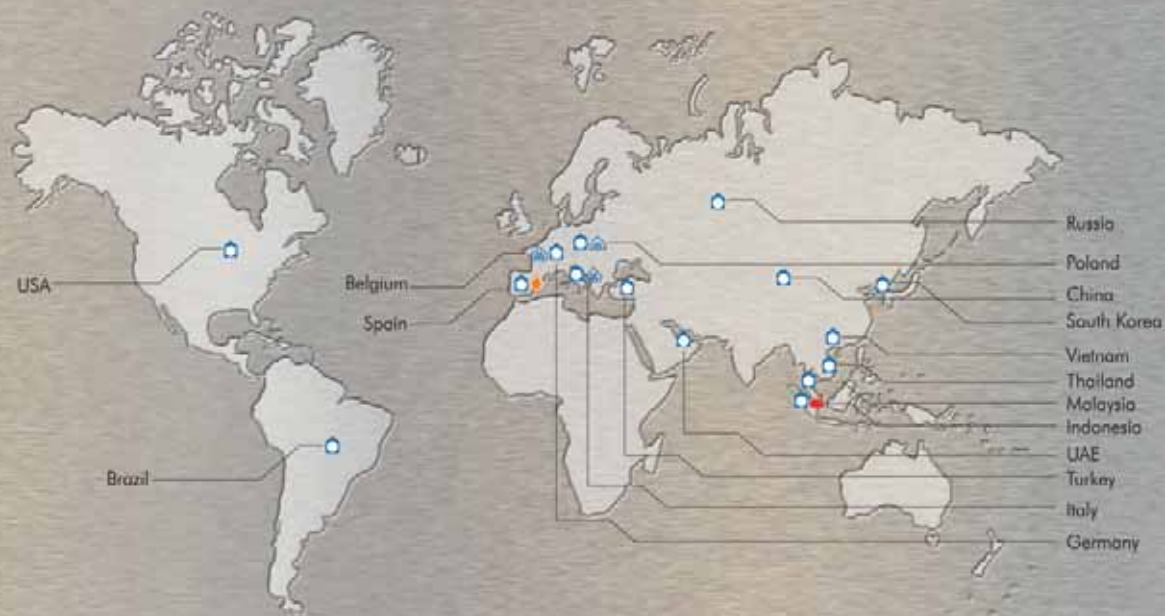 USA
Brazil
Belgium
Spain
Russia
Poland
China
South Korea
Vietnam
Thailand
Malaysia
Indonesia
UAE
Turkey
Italy
Germany